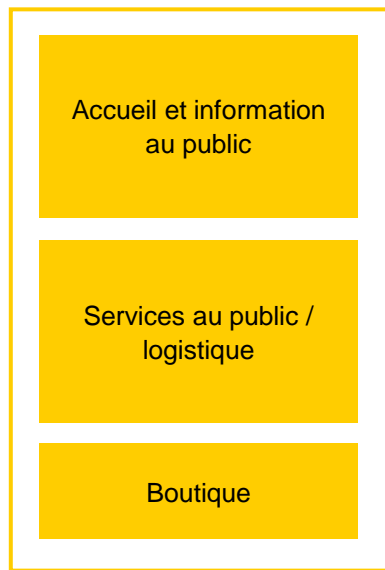 Accueil et information
au public
Services au public /
logistique
Boutique